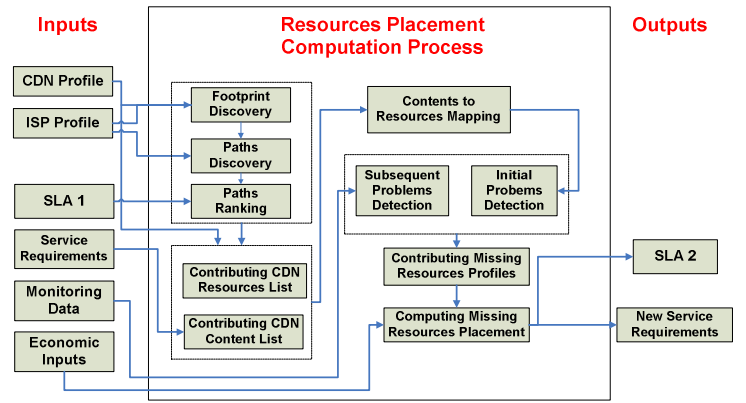 Inputs
Resources Placement
Computation Process
Outputs
CDN Profile
ISP Profile
SLA 1
Service
Requirements
Monitoring
Data
Economic
Inputs
Footprint
Discovery
Paths
Discovery
Paths
Ranking
Contributing CDN
Resources List
Contributing CDN
Content List
Contents to
Resources Mapping
Subsequent
Problems
Detection
Initial
Probems
Detection
Contributing Missing
Resources Profiles
Computing Missing
Resources Placement
SLA 2
New Service
Requirements